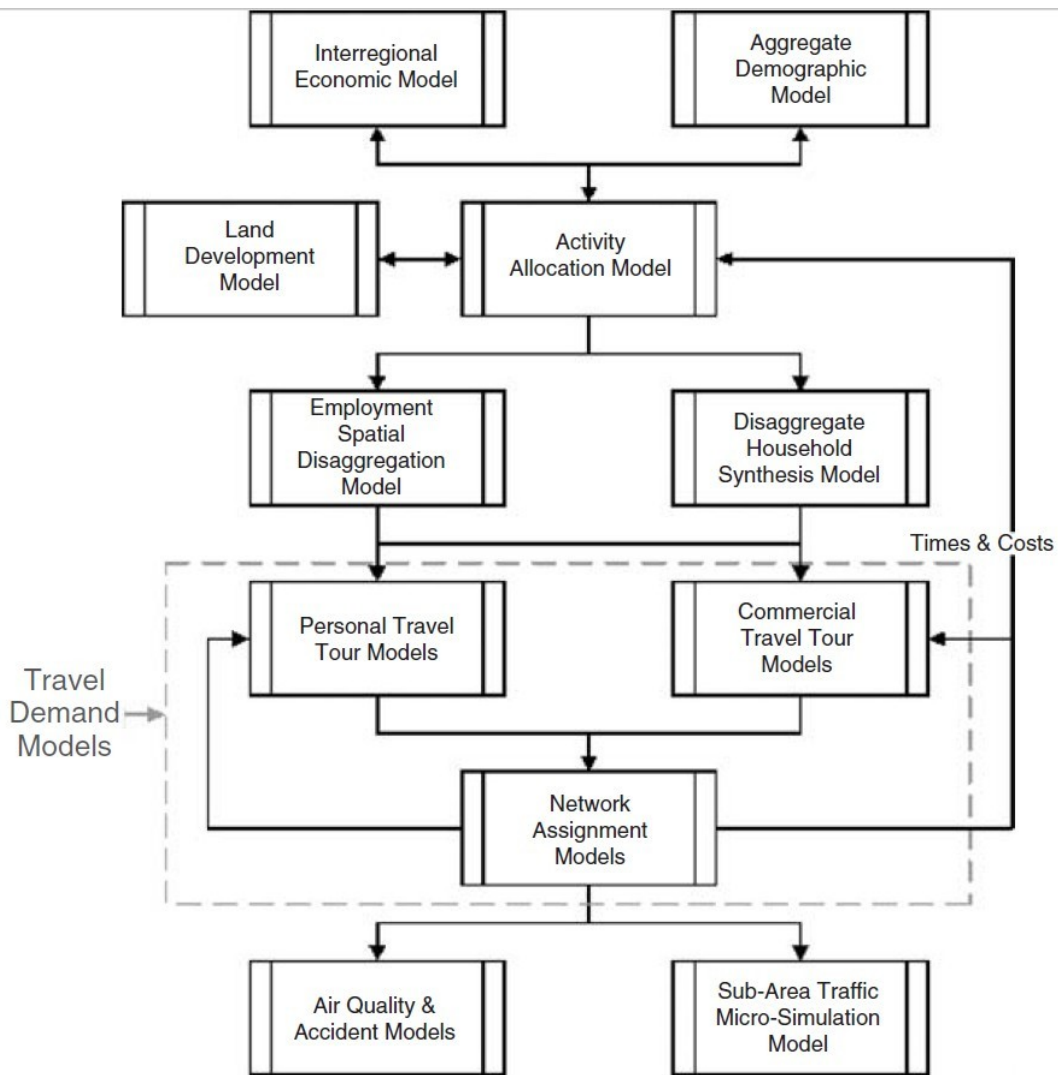 Interregional
Economic Model
Aggregate
Demographic
Model
Land
Development
Model
Activity
Allocation Model
Employment
Spatial
Disaggregation
Model
Disaggregate
Household
Synthesis Model
Times & Costs
Personal Travel
Tour Models
Commercial
Travel Tour
Models
Travel
Demand
Models
Network
Assignment
Models
Air Quality &
Accident Models
Sub-Area Traffic
Micro-Simulation
Model